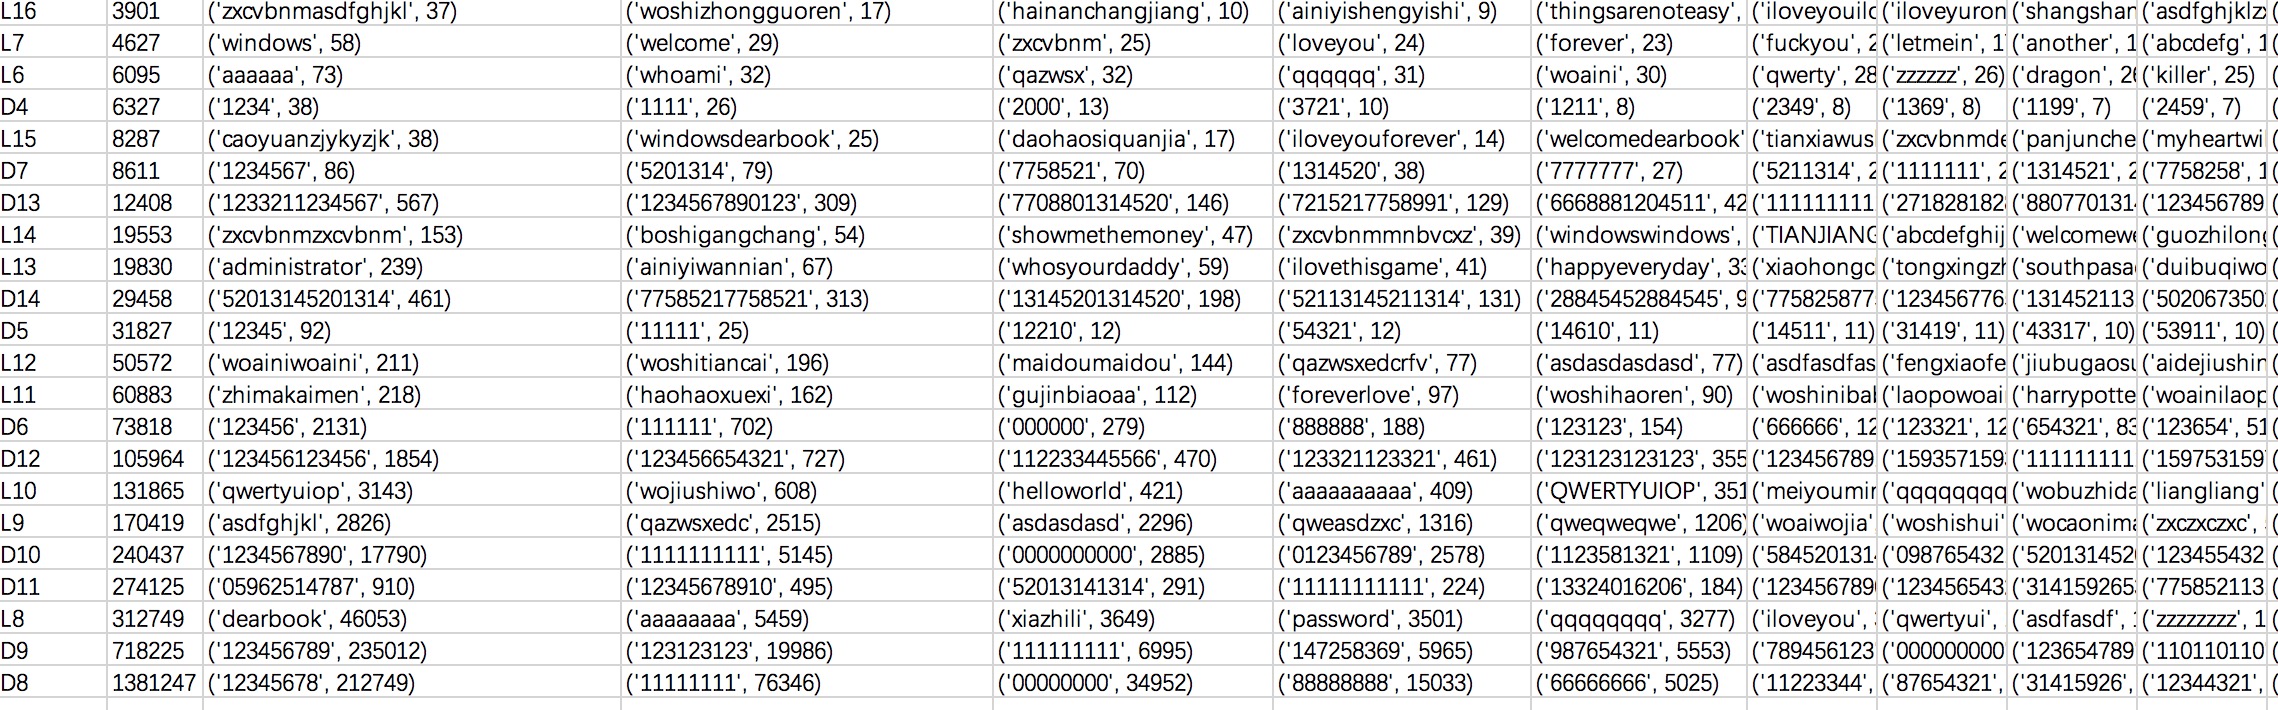 L16 3901 ('zxcvbnmasdfghjkl', 37) ('woshizhongguoren', 17) ('hainanchangjiang', 10) ('ainiyishengyishi', 9) ('thingsarenoteasy', ('iloveyouilc ('iloveyuron ('shangshan ('asdfghjklz
L7 4627 ('windows', 58) ('welcome', 29) ('zxcvbnm', 25) ('loveyou', 24) ('forever', 23) ('fuckyou', 2 ('letmein', 1 ('another', 1 ('abcdefg', 1
L6 6095 ('aaaaaa', 73) ('whoami', 32) ('qazwsx', 32) ('qqqqqq', 31) ('woaini', 30) ('qwerty', 28 ('zzzzzz', 26) ('dragon', 26 ('killer', 25)
D4 6327 ('1234', 38) ('1111', 26) ('2000', 13) ('3721', 10) ('1211', 8) ('2349', 8) ('1369', 8) ('1199', 7) ('2459', 7)
L15 8287 ('caoyuanzjykyzjk', 38) ('windowsdearbook', 25) ('daohaosiquanjia', 17) ('iloveyouforever', 14) ('welcomedearbook' ('tianxiawus ('zxcvbnmde ('panjunche ('myheartwi
D7 8611 ('1234567', 86) ('5201314', 79) ('7758521', 70) ('1314520', 38) ('7777777', 27) ('5211314', 2 ('1111111', 2 ('1314521', 2 ('7758258', 1
D13 12408 ('1233211234567', 567) ('1234567890123', 309) ('7708801314520', 146) ('7215217758991', 129) ('6668881204511', 42 ('111111111 ('271828182 ('880770131 ('123456789
L14 19553 ('zxcvbnmzxcvbnm', 153) ('boshigangchang', 54) ('showmethemoney', 47) ('zxcvbnmmnbvcxz', 39) ('windowswindows', ('TIANJIANG ('abcdefghij ('welcomewe ('guozhilong
L13 19830 ('administrator', 239) ('ainiyiwannian', 67) ('whosyourdaddy', 59) ('ilovethisgame', 41) ('happyeveryday', 33 ('xiaohongc ('tongxingzh ('southpasa ('duibuqiwo
D14 29458 ('52013145201314', 461) ('77585217758521', 313) ('13145201314520', 198) ('52113145211314', 131) ('28845452884545', 9 ('775825877 ('123456776 ('131452113 ('502067350
D5 31827 ('12345', 92) ('11111', 25) ('12210', 12) ('54321', 12) ('14610', 11) ('14511', 11) ('31419', 11) ('43317', 10) ('53911', 10)
L12 50572 ('woainiwoaini', 211) ('woshitiancai', 196) ('maidoumaidou', 144) ('qazwsxedcrfv', 77) ('asdasdasdasd', 77) ('asdfasdfas ('fengxiaofe ('jiubugaosu ('aidejiushin
L11 60883 ('zhimakaimen', 218) ('haohaoxuexi', 162) ('gujinbiaoaa', 112) ('foreverlove', 97) ('woshihaoren', 90) ('woshinibal ('laopowoai ('harrypotte ('woainilaop
D6 73818 ('123456', 2131) ('111111', 702) ('000000', 279) ('888888', 188) ('123123', 154) ('666666', 12 ('123321', 12 ('654321', 83 ('123654', 51
D12 105964 ('123456123456', 1854) ('123456654321', 727) ('112233445566', 470) ('123321123321', 461) ('123123123123', 355 ('123456789 ('159357159 ('111111111 ('159753159
L10 131865 ('qwertyuiop', 3143) ('wojiushiwo', 608) ('helloworld', 421) ('aaaaaaaaaa', 409) ('QWERTYUIOP', 351 ('meiyoumin ('qqqqqqqq ('wobuzhida ('liangliang'
L9 170419 ('asdfghjkl', 2826) ('qazwsxedc', 2515) ('asdasdasd', 2296) ('qweasdzxc', 1316) ('qweqweqwe', 1206) ('woaiwojia' ('woshishui' ('wocaonima ('zxczxczxc',
D10 240437 ('1234567890', 17790) ('1111111111', 5145) ('0000000000', 2885) ('0123456789', 2578) ('1123581321', 1109) ('584520131 ('098765432 ('520131452 ('123455432
D11 274125 ('05962514787', 910) ('12345678910', 495) ('52013141314', 291) ('11111111111', 224) ('13324016206', 184) ('123456789 ('123456543 ('314159265 ('775852113
L8 312749 ('dearbook', 46053) ('aaaaaaaa', 5459) ('xiazhili', 3649) ('password', 3501) ('qqqqqqqq', 3277) ('iloveyou', ('qwertyui', ('asdfasdf', ('zzzzzzzz', 1
D9 718225 ('123456789', 235012) ('123123123', 19986) ('111111111', 6995) ('147258369', 5965) ('987654321', 5553) ('789456123 ('000000000 ('123654789 ('110110110
D8 1381247 ('12345678', 212749) ('11111111', 76346) ('00000000', 34952) ('88888888', 15033) ('66666666', 5025) ('11223344', ('87654321', ('31415926', ('12344321',